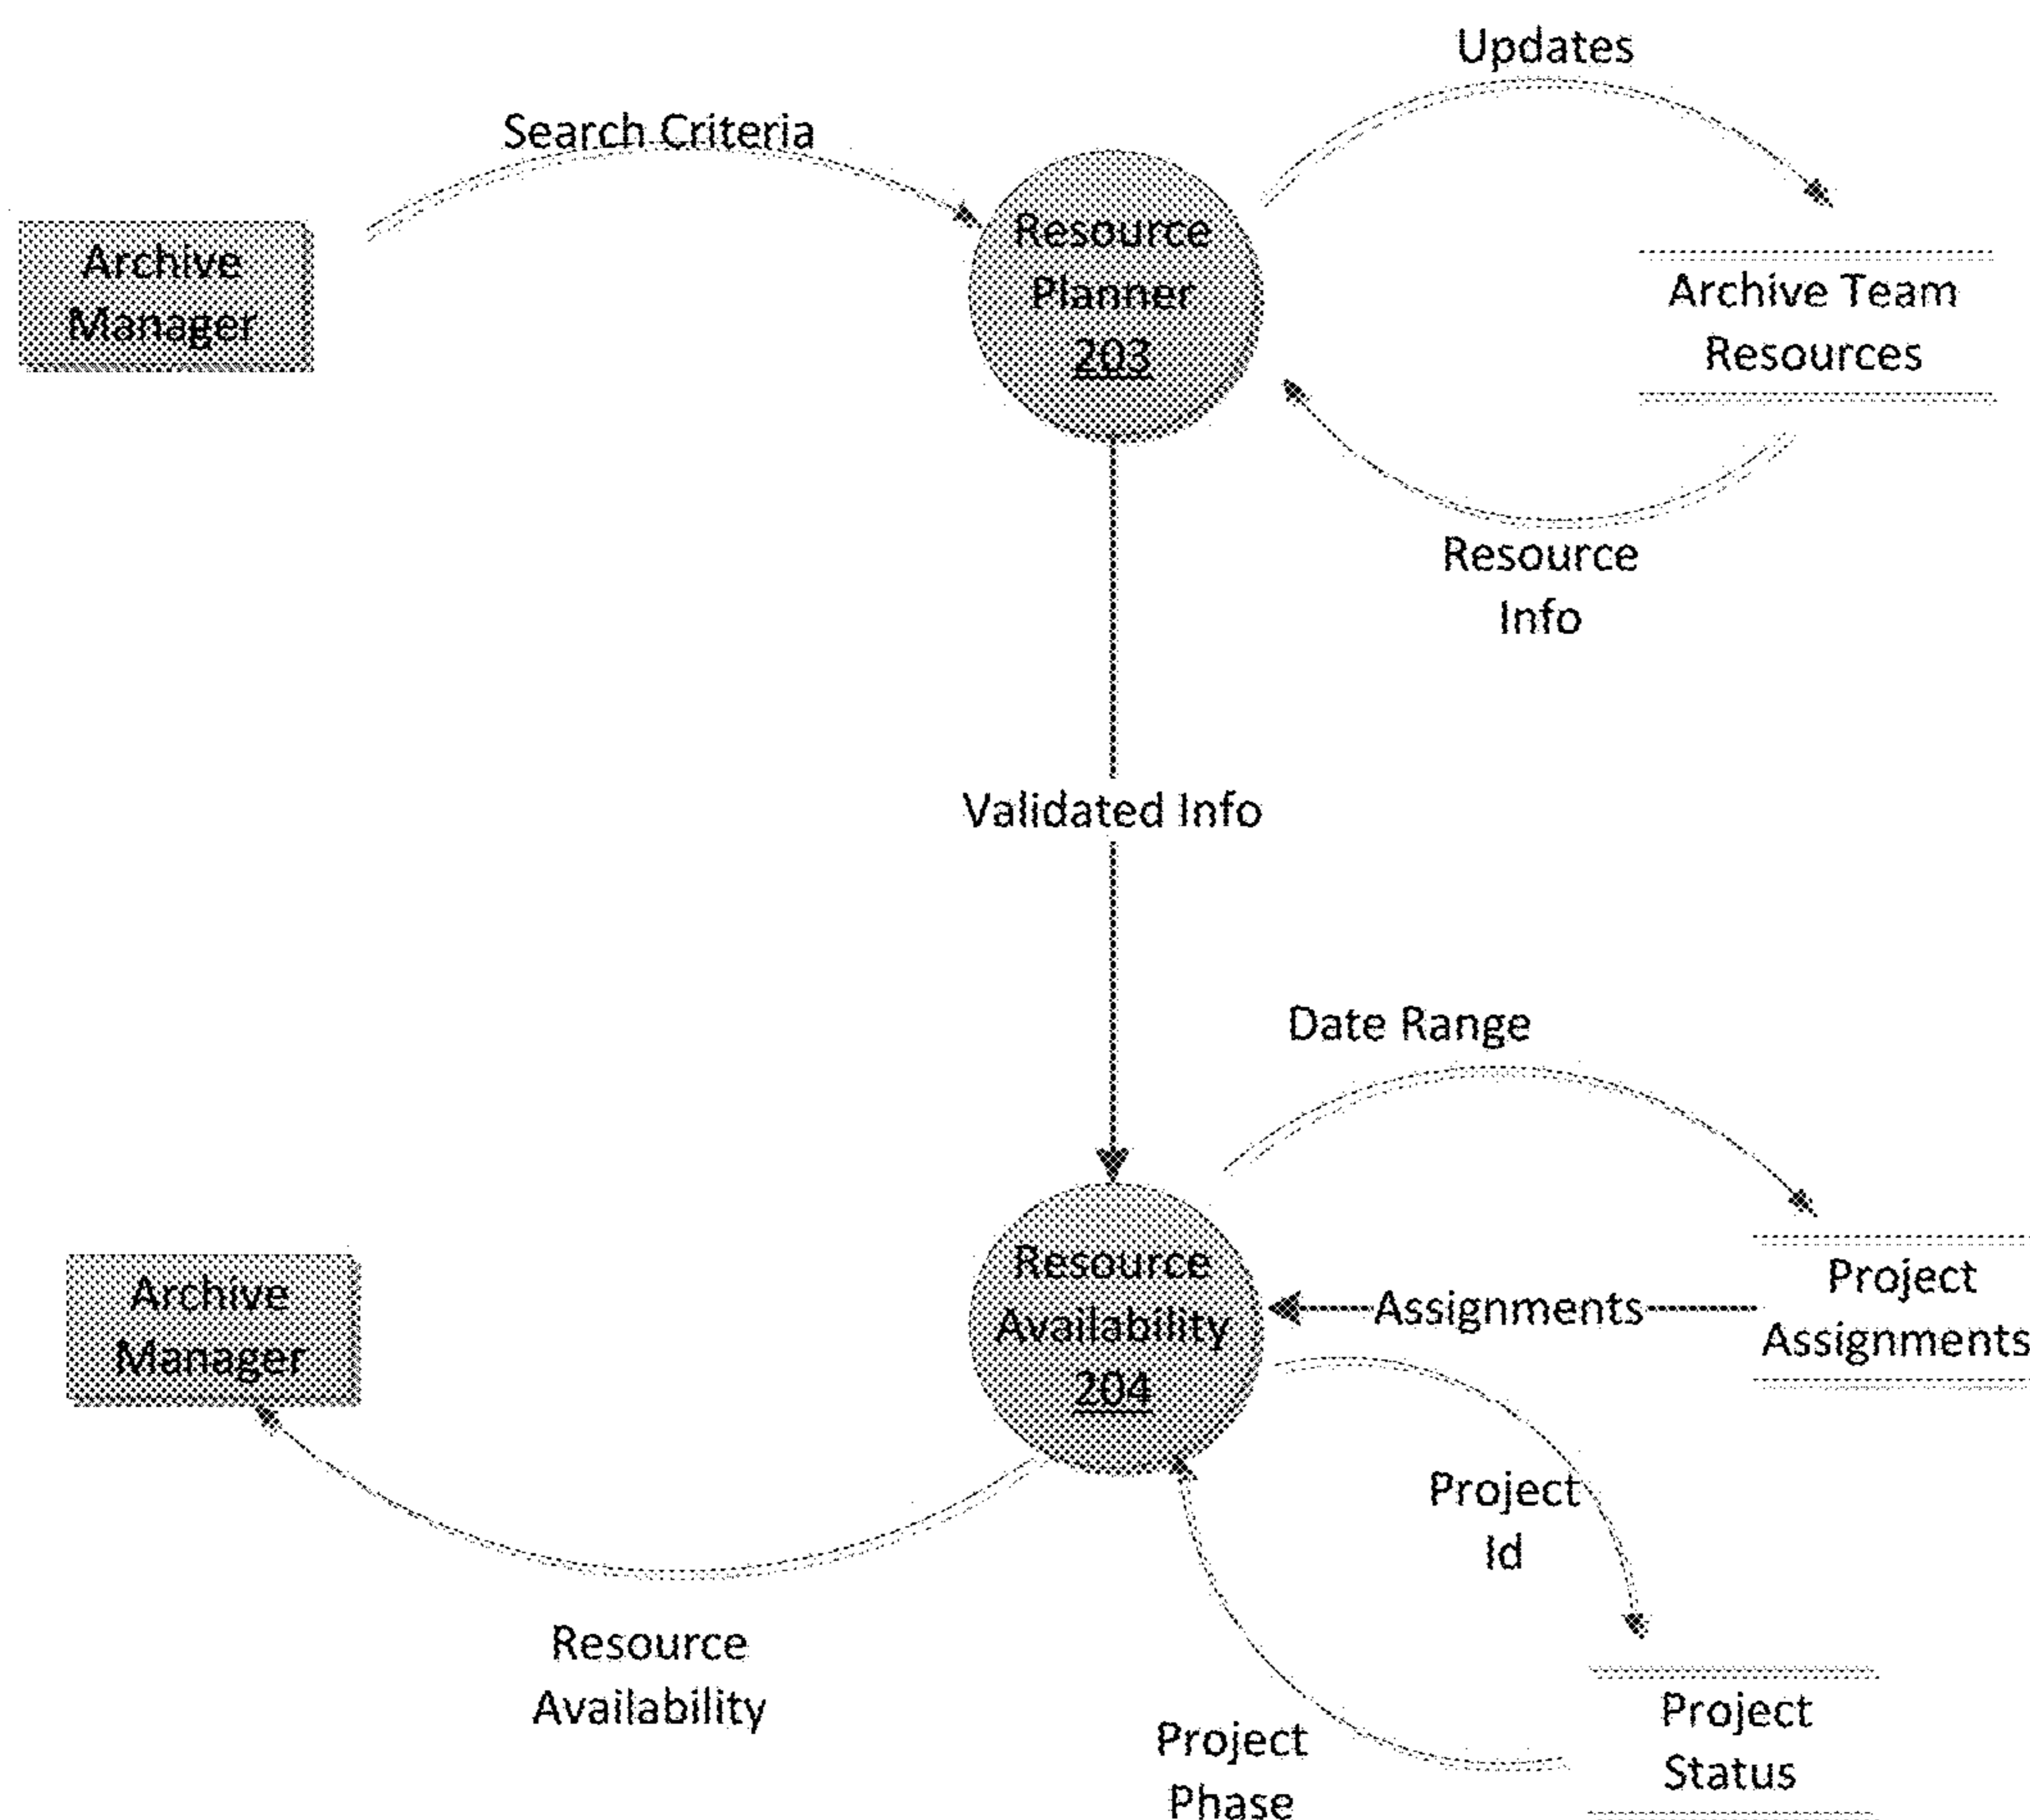 Updates
Search Criteria
Archive
Manager
Resource
Planner
203
Archive Team
Resources
Resource
Info
Validated Info
Date Range
Archive
Manager
Resource
Availability
204
Assignments
Project
Assignments
Project
Id
Resource
Availability
Project
Phase
Project
Status